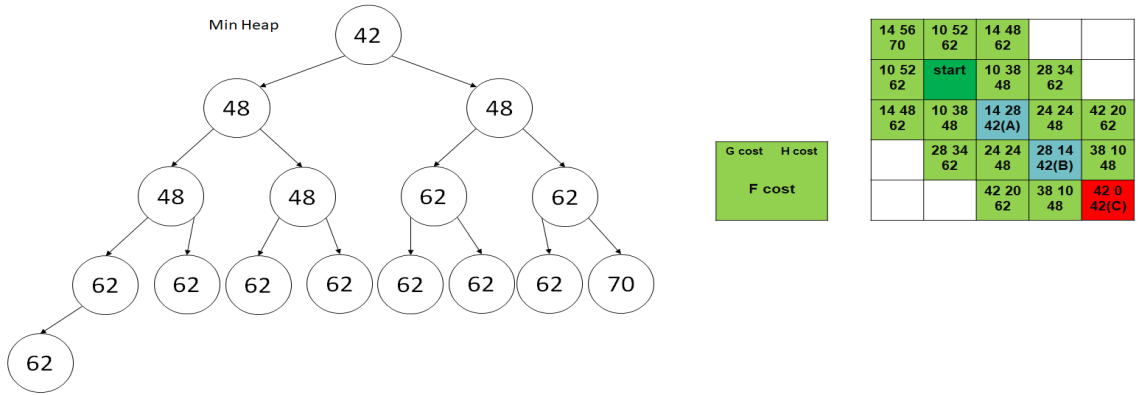 Min Heap
42
48 48
48 48 62 62
62 62 62 62 62 62 62 70
62
G cost H cost
F cost
14 56 10 52 14 48
70 62 62
10 52 start 10 38 28 34
62 48 62
14 48 10 38 14 28 24 24 42 20
62 48 42(A) 48 62
28 34 24 24 28 14 38 10
62 48 42(B) 48
42 20 38 10 42 0
62 48 42(C)